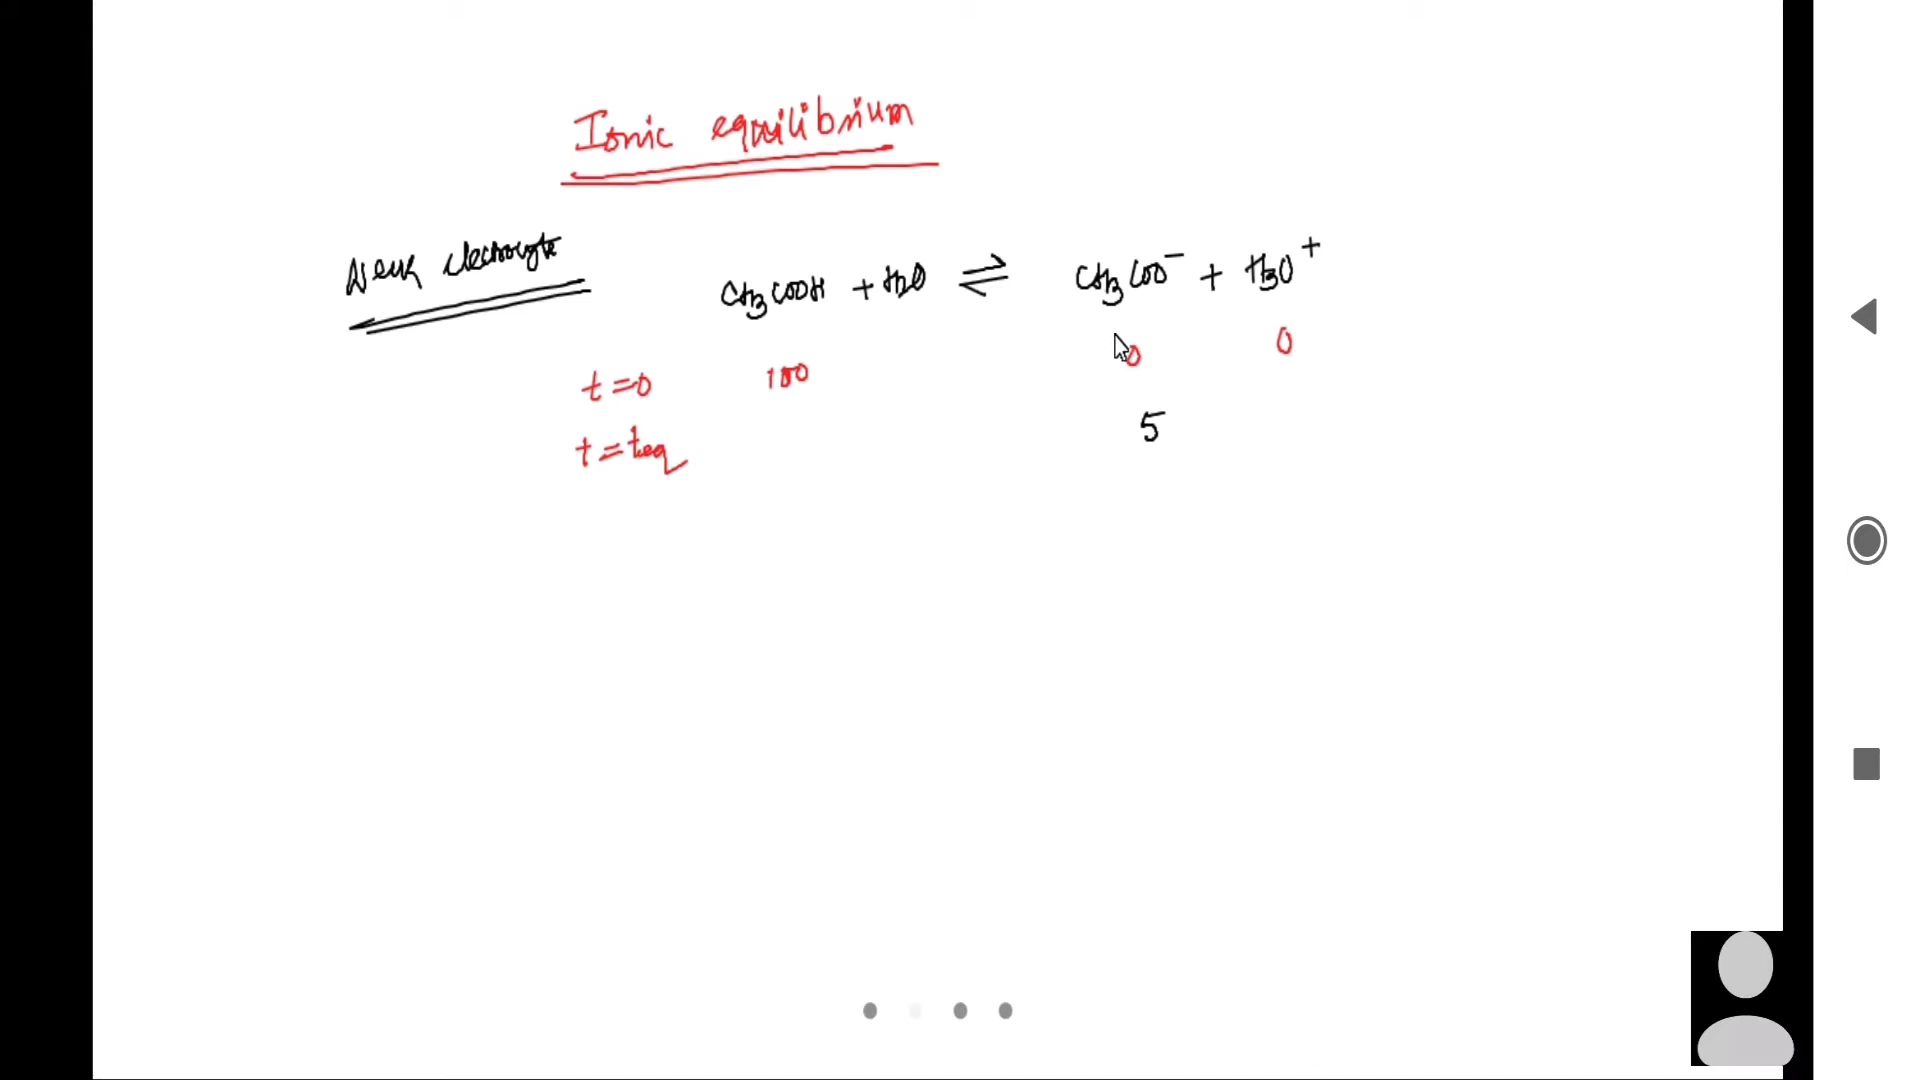 Ionic equilibrium
Weak electrolyte
CH3COOH + H2O ⇌ CH3COO⁻ + H3O⁺
t=0 100 0 0
t=teq 5